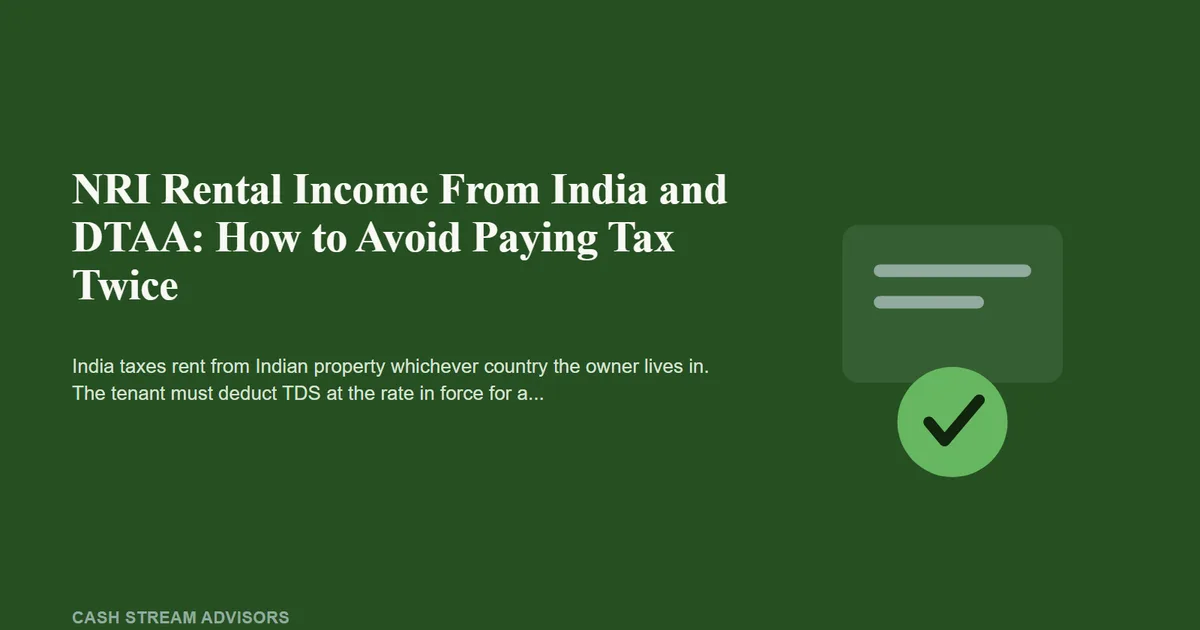 NRI Rental Income From India and
DTAA: How to Avoid Paying Tax
Twice
India taxes rent from Indian property whichever country the owner lives in.
The tenant must deduct TDS at the rate in force for a...
CASH STREAM ADVISORS